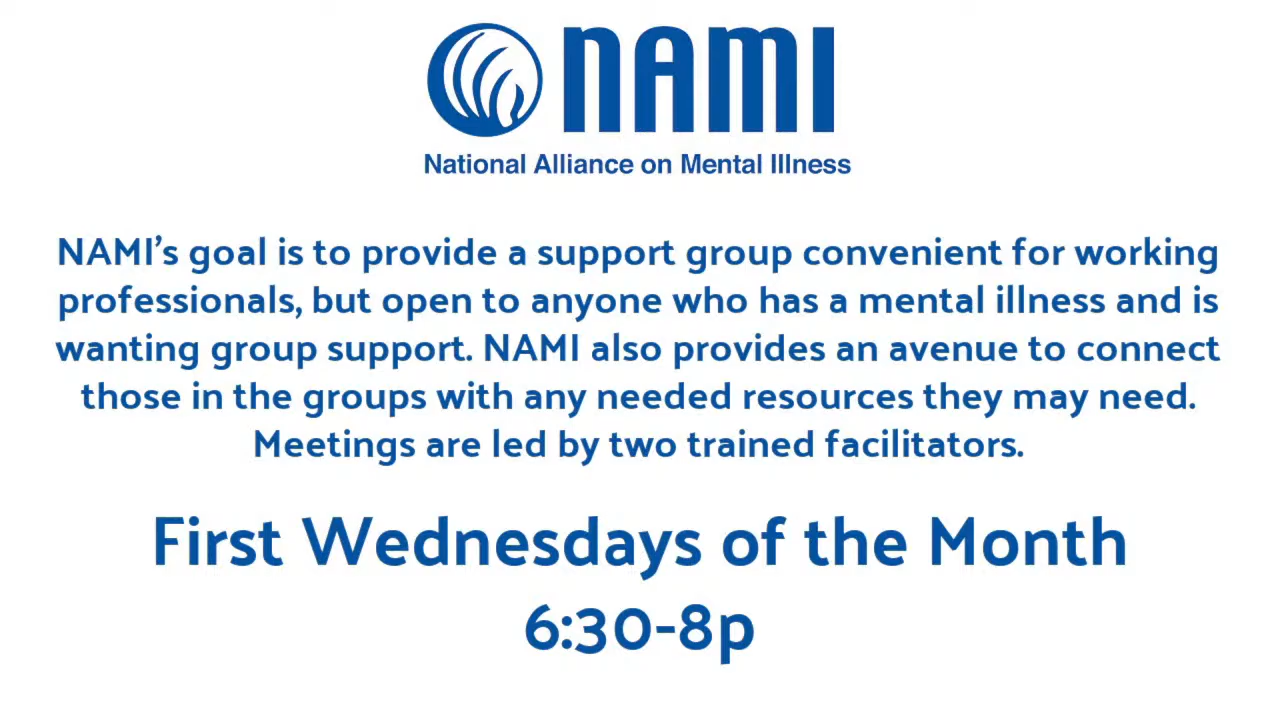 NAMI
National Alliance on Mental Illness
NAMI's goal is to provide a support group convenient for working
professionals, but open to anyone who has a mental illness and is
wanting group support. NAMI also provides an avenue to connect
those in the groups with any needed resources they may need.
Meetings are led by two trained facilitators.
First Wednesdays of the Month
6:30-8p